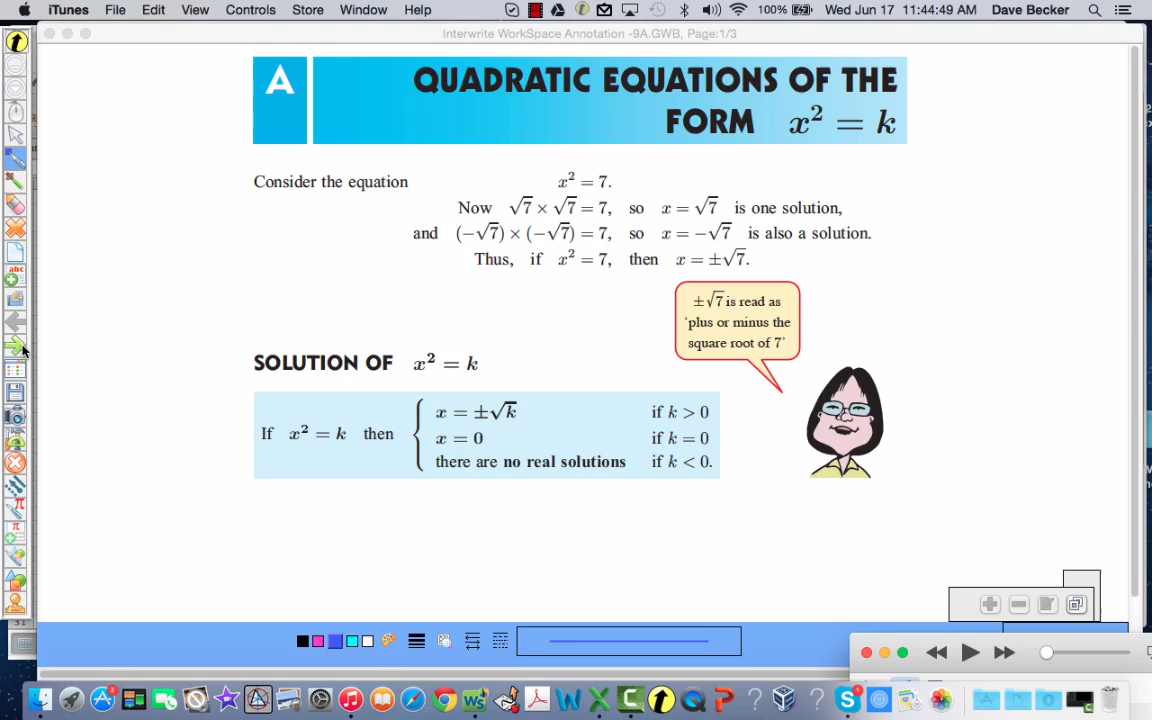 iTunes File Edit View Controls Store Window Help 100% Wed Jun 17 11:44:49 AM Dave Becker
Interwrite WorkSpace Annotation -9A.GWB, Page:1/3
A QUADRATIC EQUATIONS OF THE
FORM x² = k
Consider the equation x² = 7.
Now √7 × √7 = 7, so x = √7 is one solution,
and (−√7) × (−√7) = 7, so x = −√7 is also a solution.
Thus, if x² = 7, then x = ±√7.
±√7 is read as
'plus or minus the
square root of 7'
SOLUTION OF x² = k
If x² = k then
x = ±√k if k > 0
x = 0 if k = 0
there are no real solutions if k < 0.